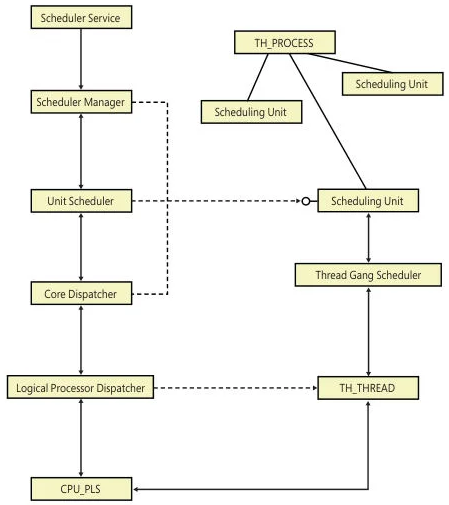 Scheduler Service
TH_PROCESS
Scheduling Unit
Scheduler Manager
Scheduling Unit
Unit Scheduler
Scheduling Unit
Thread Gang Scheduler
Core Dispatcher
Logical Processor Dispatcher
TH_THREAD
CPU_PLS